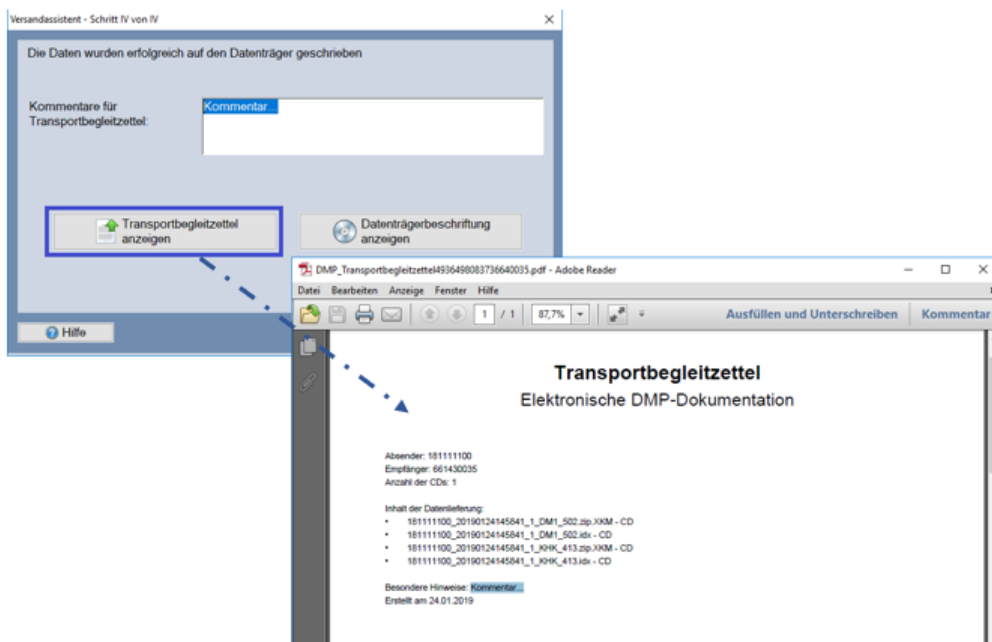 Versandassistent - Schritt IV von IV
Die Daten wurden erfolgreich auf den Datenträger geschrieben
Kommentare für
Transportbegleitzettel:
Kommentar...
Transportbegleitzettel
anzeigen
Datenträgerbeschriftung
anzeigen
Hilfe
DMP_Transportbegleitzettel4936498083736640035.pdf - Adobe Reader
Datei Bearbeiten Anzeige Fenster Hilfe
1 / 1 87,7% Ausfüllen und Unterschreiben Kommentar
Transportbegleitzettel
Elektronische DMP-Dokumentation
Absender: 181111100
Empfänger: 661430035
Anzahl der CDs: 1
Inhalt der Datenlieferung:
• 181111100_20190124145841_1_DM1_502.zip.XKM - CD
• 181111100_20190124145841_1_DM1_502.idx - CD
• 181111100_20190124145841_1_KHK_413.zip.XKM - CD
• 181111100_20190124145841_1_KHK_413.idx - CD
Besondere Hinweise: Kommentar...
Erstellt am 24.01.2019